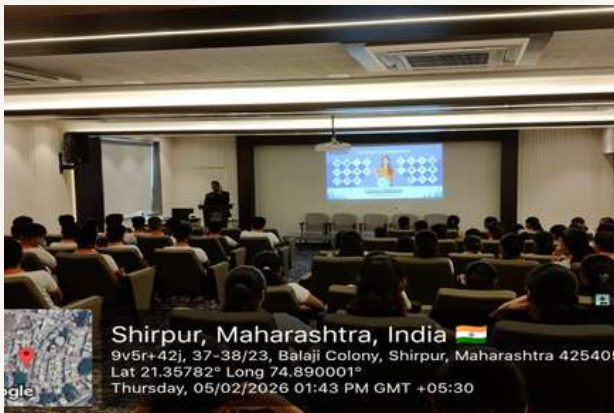 Shirpur, Maharashtra, India 🇮🇳
9v5r+42j, 37-38/23, Balaji Colony, Shirpur, Maharashtra 425405
Lat 21.35782° Long 74.890001°
Thursday, 05/02/2026 01:43 PM GMT +05:30
ogle